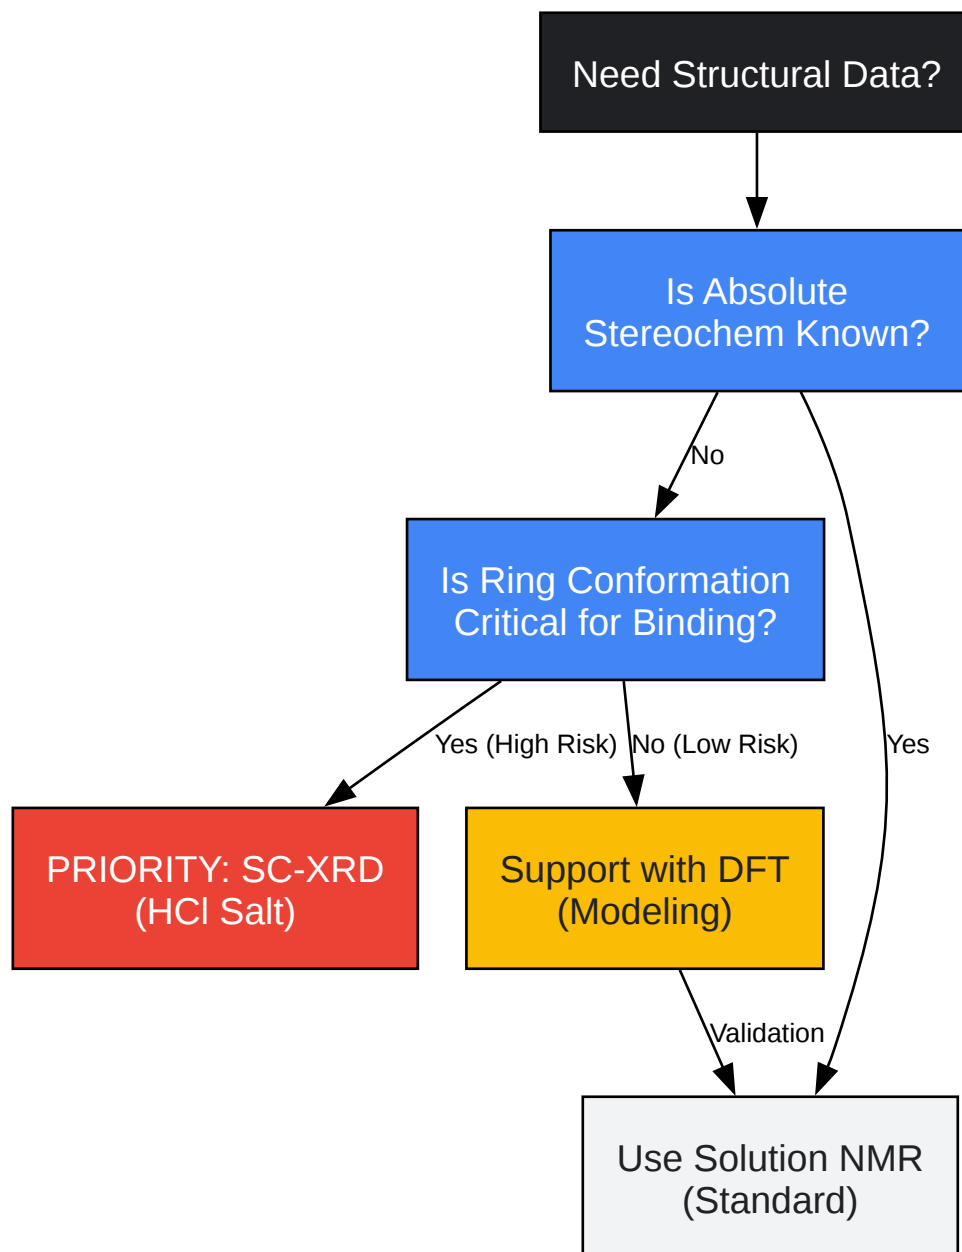 Need Structural Data?
Is Absolute
Stereochem Known?
No
Is Ring Conformation
Critical for Binding?
Yes (High Risk)
No (Low Risk)
Yes
PRIORITY: SC-XRD
(HCl Salt)
Support with DFT
(Modeling)
Validation
Use Solution NMR
(Standard)